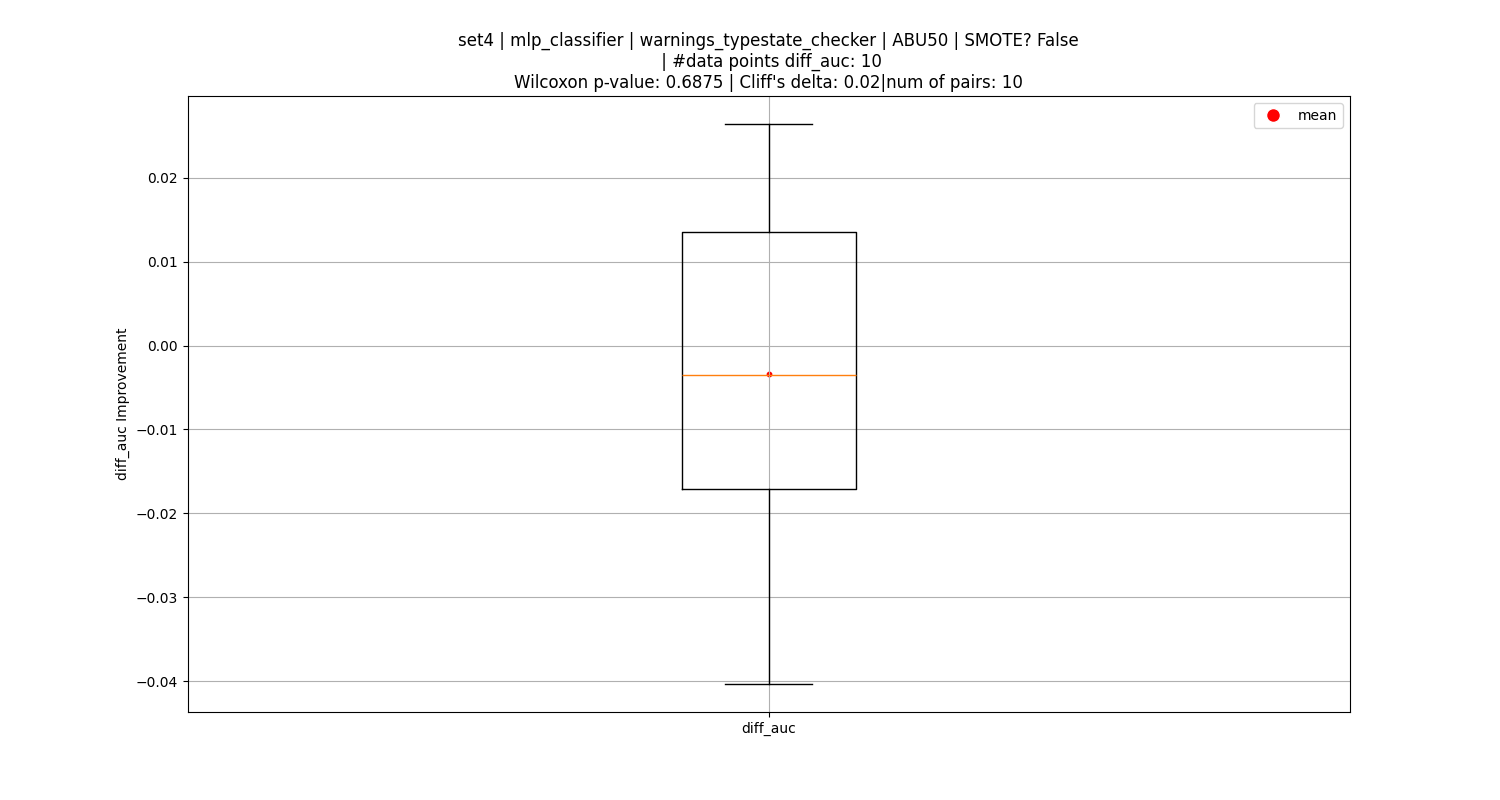 set4 | mlp_classifier | warnings_typestate_checker | ABU50 | SMOTE? False
| #data points diff_auc: 10
Wilcoxon p-value: 0.6875 | Cliff's delta: 0.02|num of pairs: 10
mean
0.02
0.01
0.00
−0.01
−0.02
−0.03
−0.04
diff_auc Improvement
diff_auc